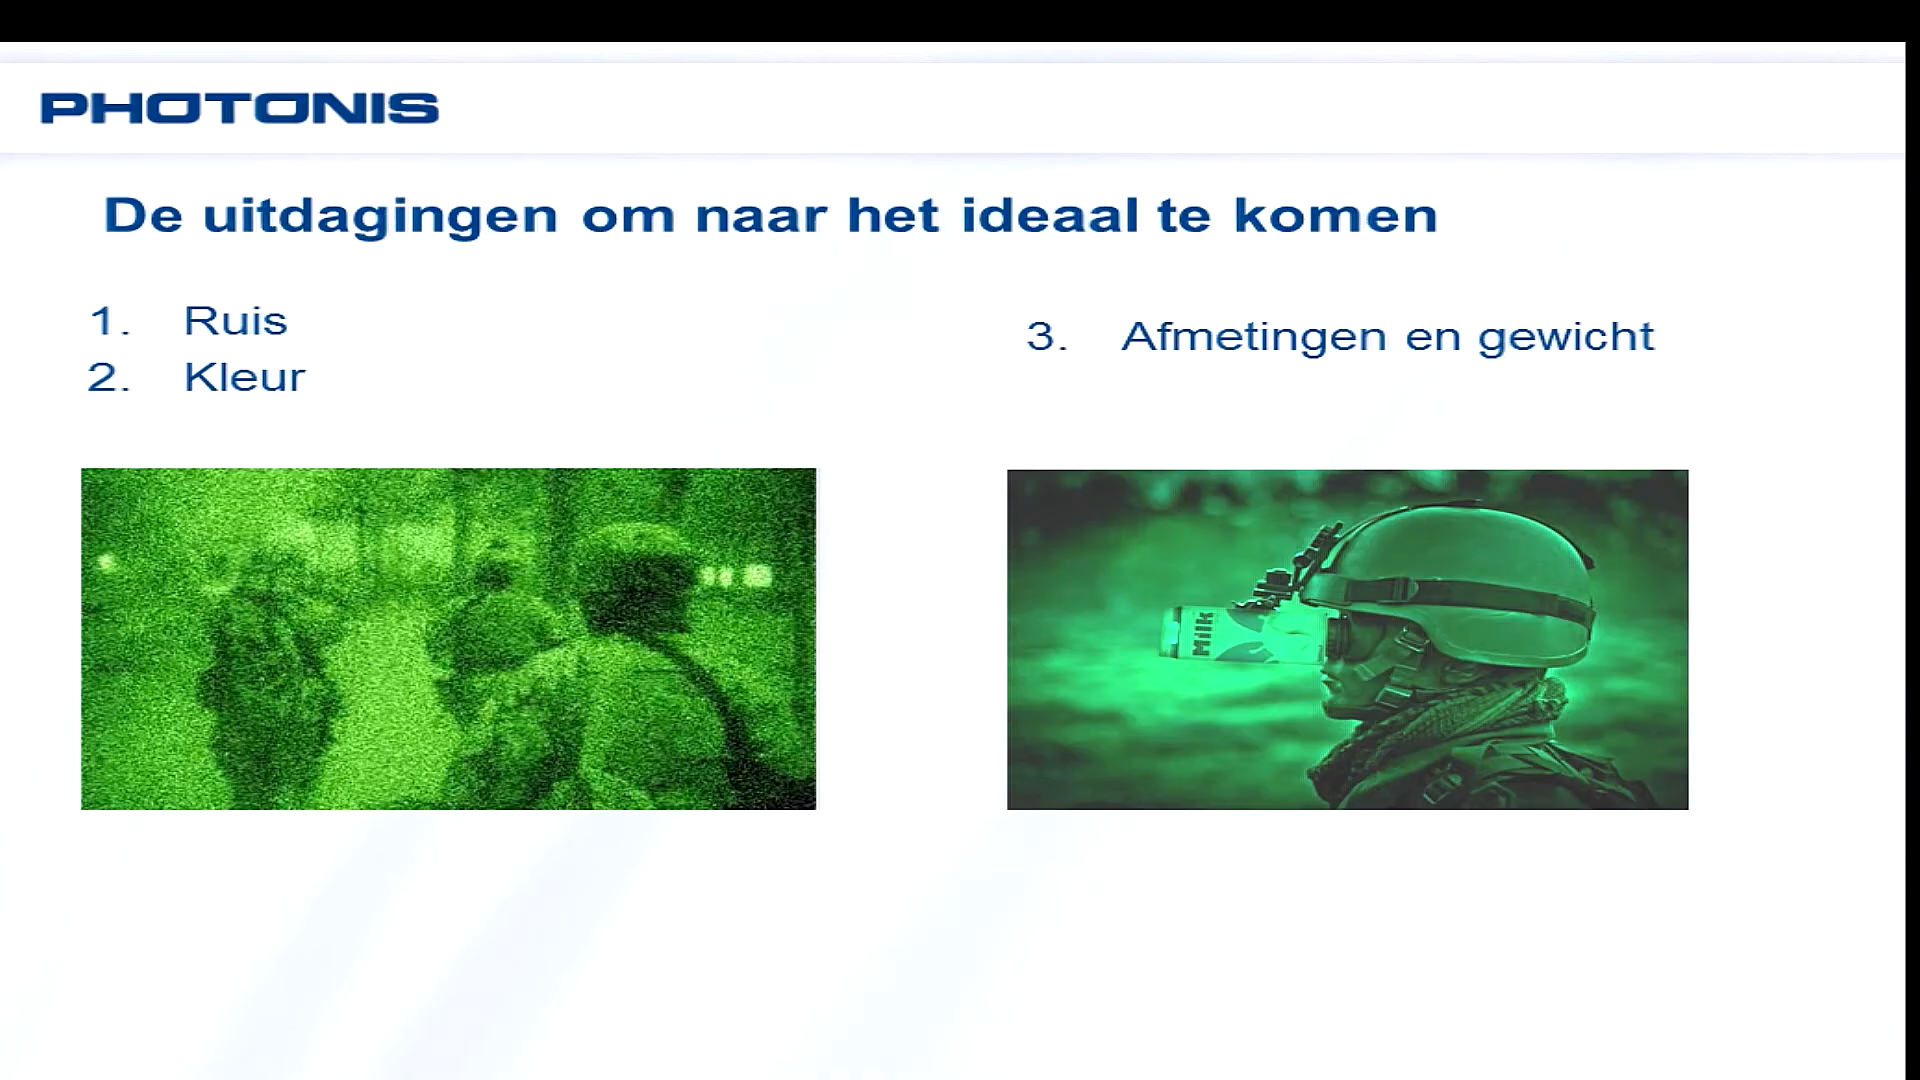 PHOTONIS
De uitdagingen om naar het ideaal te komen
1. Ruis
2. Kleur
3. Afmetingen en gewicht
Milk